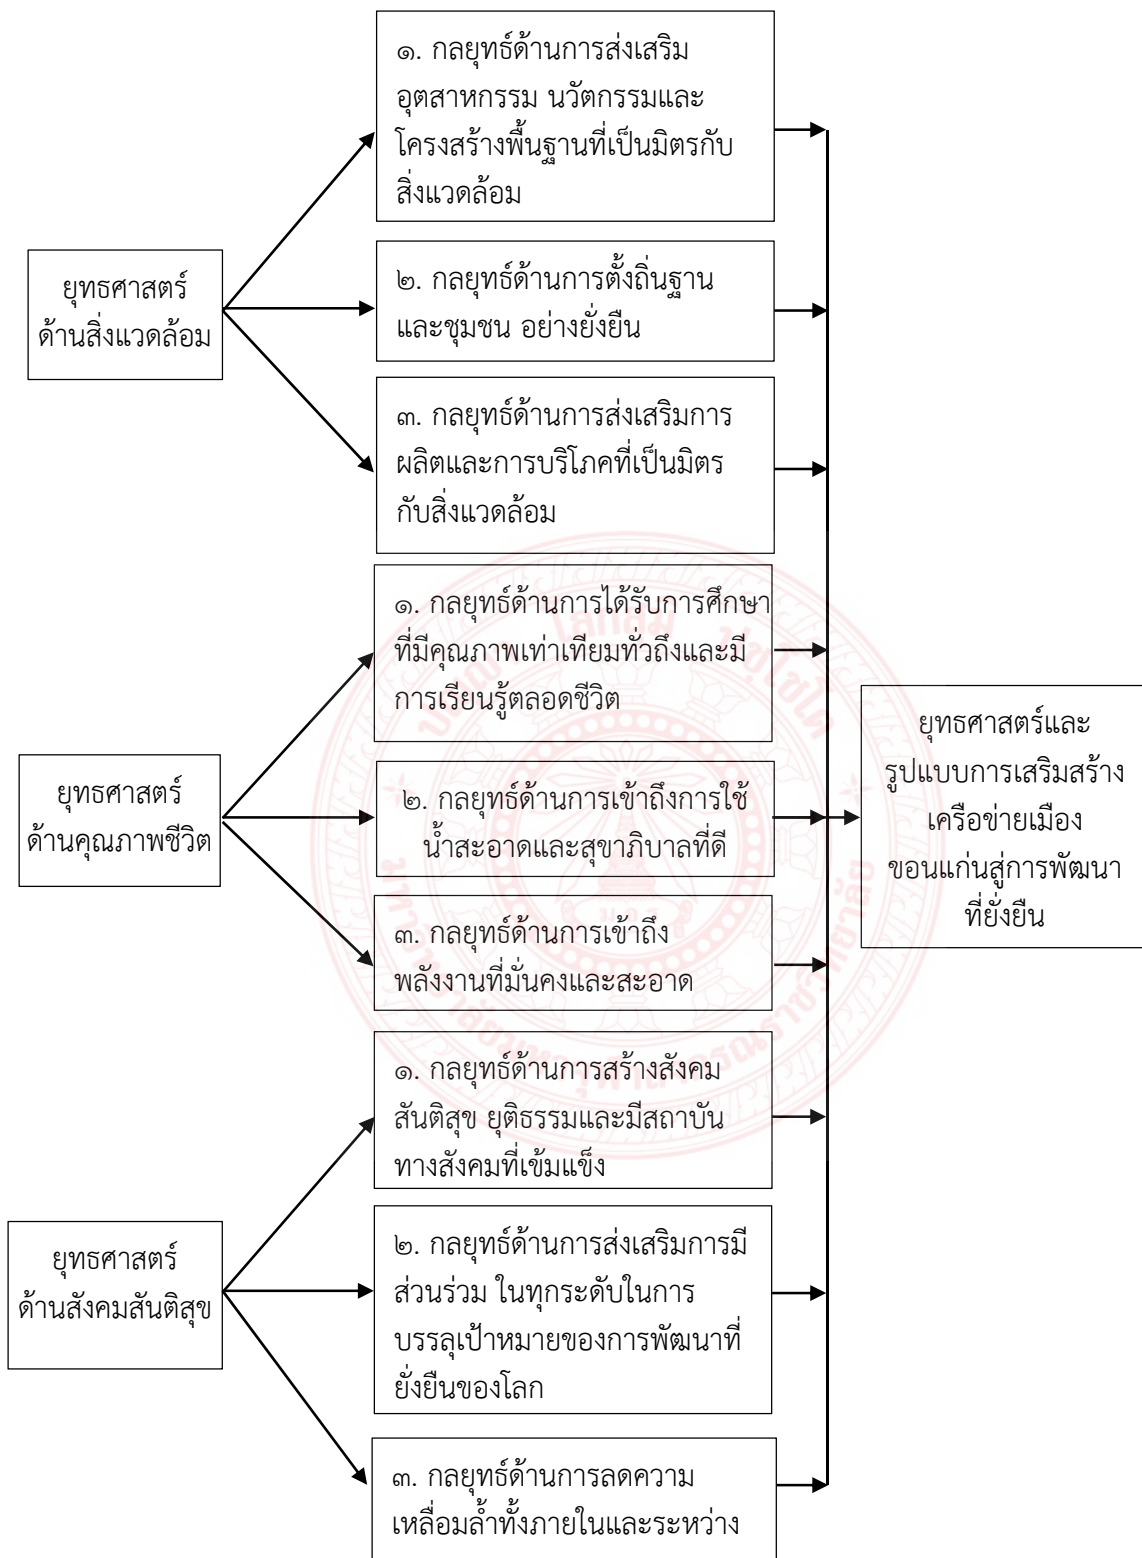 ๑. กลยุทธ์ด้านการส่งเสริม
อุตสาหกรรม นวัตกรรมและ
โครงสร้างพื้นฐานที่เป็นมิตรกับ
สิ่งแวดล้อม
ยุทธศาสตร์
ด้านสิ่งแวดล้อม
๒. กลยุทธ์ด้านการตั้งถิ่นฐาน
และชุมชน อย่างยั่งยืน
๓. กลยุทธ์ด้านการส่งเสริมการ
ผลิตและการบริโภคที่เป็นมิตร
กับสิ่งแวดล้อม
๑. กลยุทธ์ด้านการได้รับการศึกษา
ที่มีคุณภาพเท่าเทียมทั่วถึงและมี
การเรียนรู้ตลอดชีวิต
ยุทธศาสตร์
ด้านคุณภาพชีวิต
๒. กลยุทธ์ด้านการเข้าถึงการใช้
น้ำสะอาดและสุขาภิบาลที่ดี
๓. กลยุทธ์ด้านการเข้าถึง
พลังงานที่มั่นคงและสะอาด
ยุทธศาสตร์และ
รูปแบบการเสริมสร้าง
เครือข่ายเมือง
ขอนแก่นสู่การพัฒนา
ที่ยั่งยืน
๑. กลยุทธ์ด้านการสร้างสังคม
สันติสุข ยุติธรรมและมีสถาบัน
ทางสังคมที่เข้มแข็ง
ยุทธศาสตร์
ด้านสังคมสันติสุข
๒. กลยุทธ์ด้านการส่งเสริมการมี
ส่วนร่วม ในทุกระดับในการ
บรรลุเป้าหมายของการพัฒนาที่
ยั่งยืนของโลก
๓. กลยุทธ์ด้านการลดความ
เหลื่อมล้ำทั้งภายในและระหว่าง